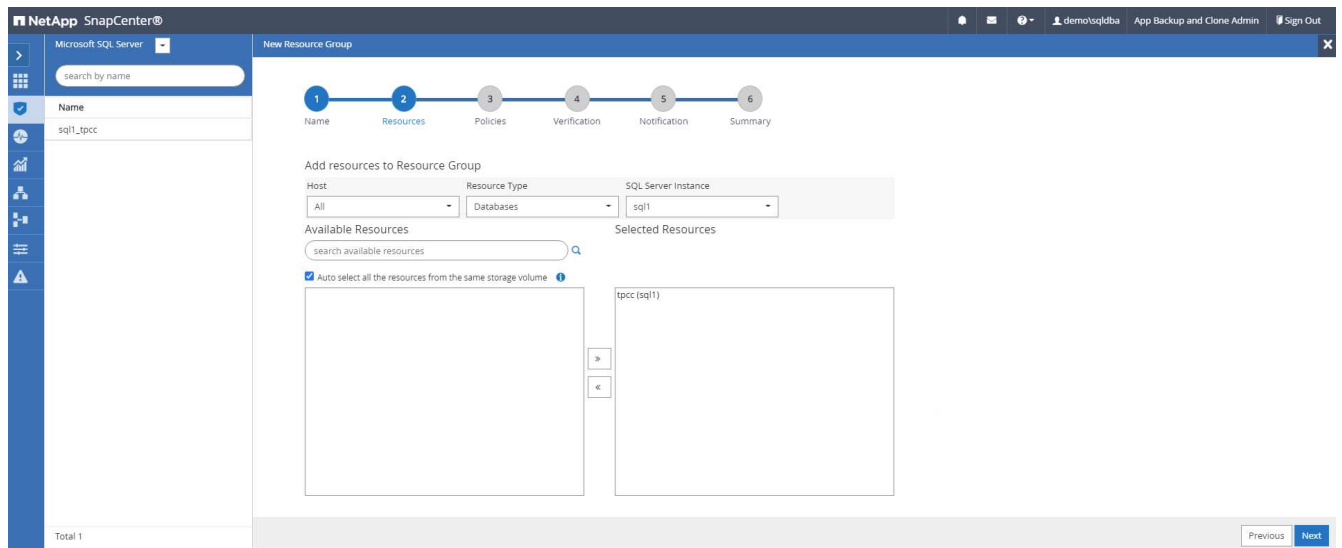 NetApp SnapCenter®
demo\sqldba App Backup and Clone Admin Sign Out
Microsoft SQL Server
New Resource Group
search by name
Name
sql1_tpcc
1 2 3 4 5 6
Name Resources Policies Verification Notification Summary
Add resources to Resource Group
Host Resource Type SQL Server Instance
All Databases sql1
Available Resources Selected Resources
search available resources
Auto select all the resources from the same storage volume
tpcc (sql1)
Total 1
Previous Next